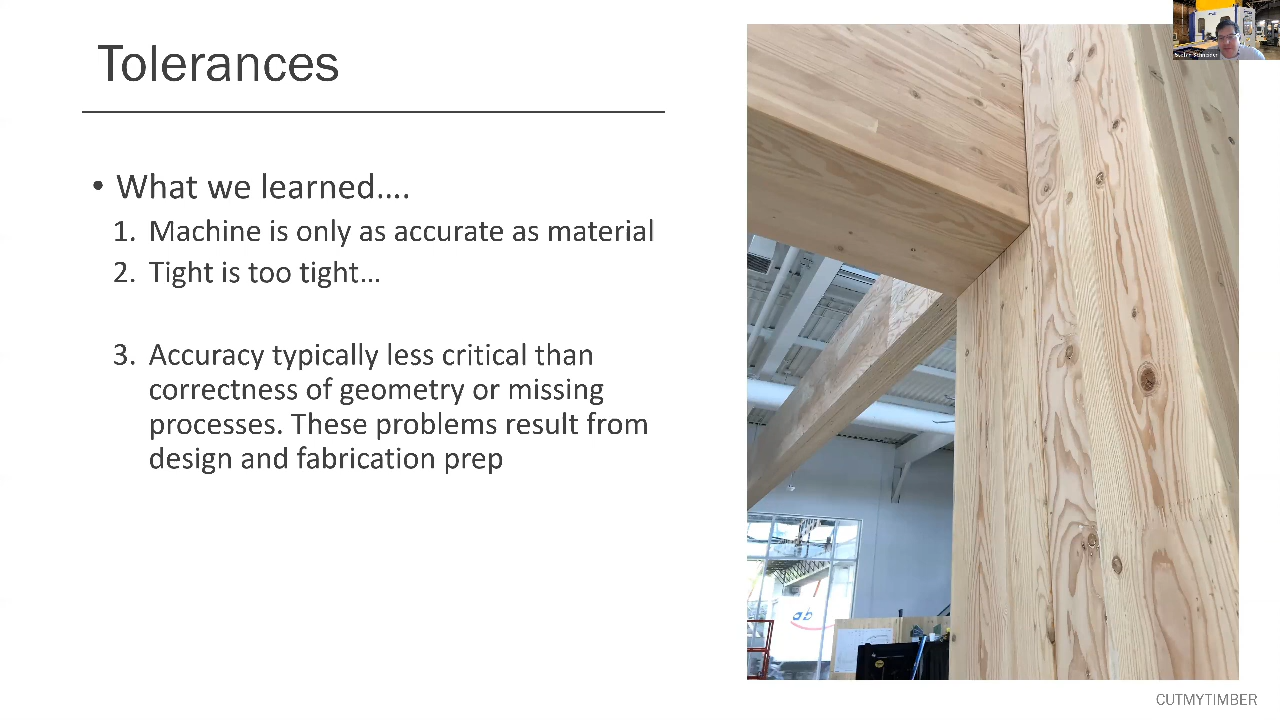 Tolerances
• What we learned....
1. Machine is only as accurate as material
2. Tight is too tight...
3. Accuracy typically less critical than
correctness of geometry or missing
processes. These problems result from
design and fabrication prep
ab
CUTMYTIMBER